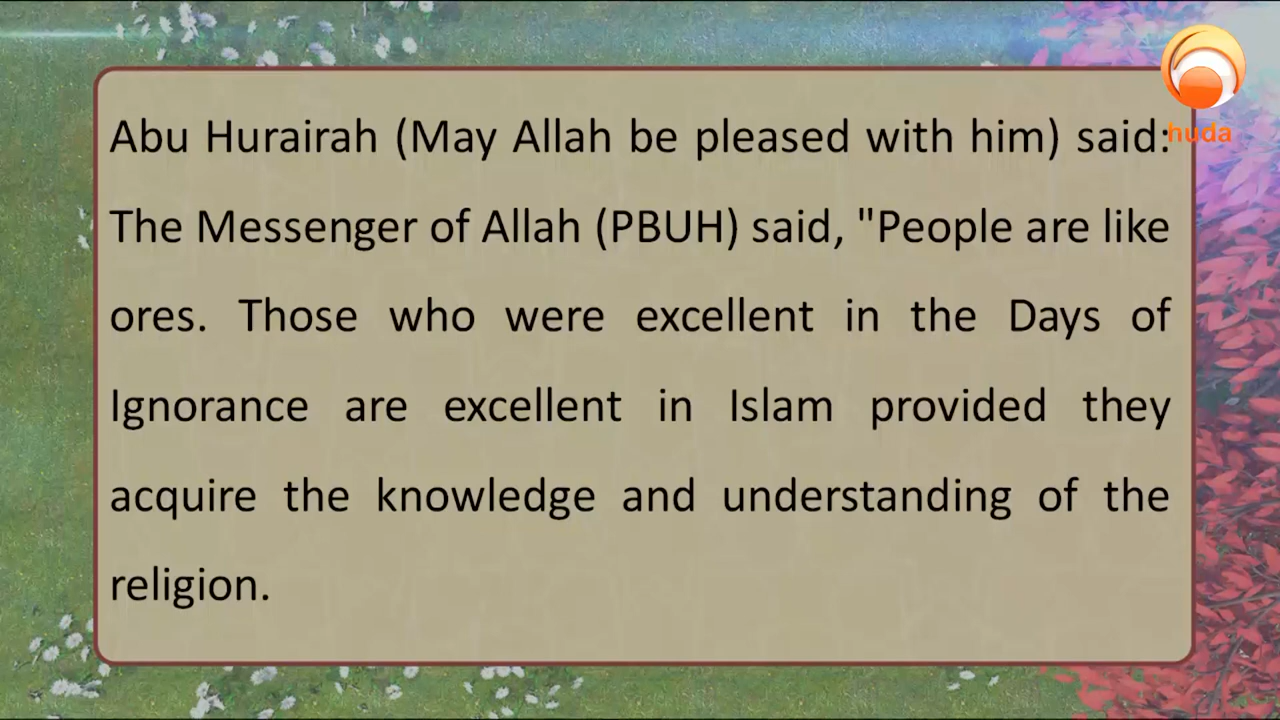 Abu Hurairah (May Allah be pleased with him) said:
The Messenger of Allah (PBUH) said, "People are like
ores. Those who were excellent in the Days of
Ignorance are excellent in Islam provided they
acquire the knowledge and understanding of the
religion.
huda